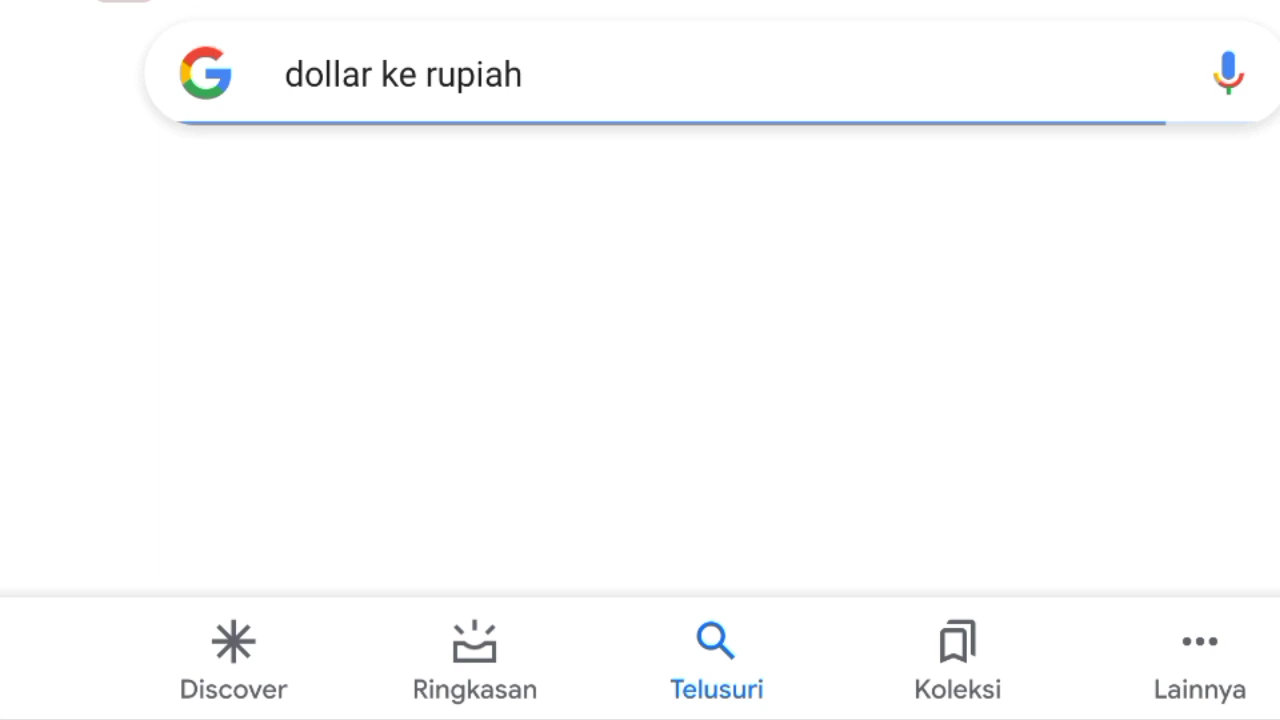 dollar ke rupiah
Discover
Ringkasan
Telusuri
Koleksi
Lainnya